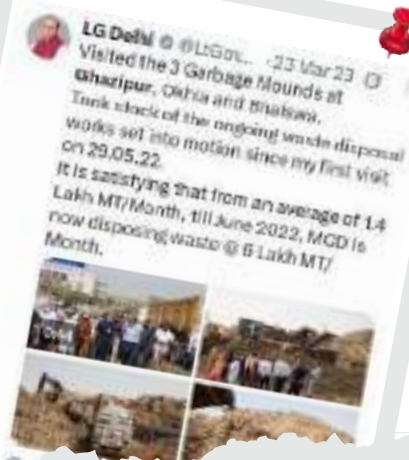 LG Delhi @LtGov... · 23 Mar 23
Visited the 3 Garbage Mounds at
Ghazipur, Okhla and Bhalswa.
Took stock of the ongoing waste disposal
works set into motion since my first visit
on 29.05.22.
It is satisfying that from an average of 1.4
Lakh MT/Month, till June 2022, MCD is
now disposing waste @ 6 Lakh MT/
Month.